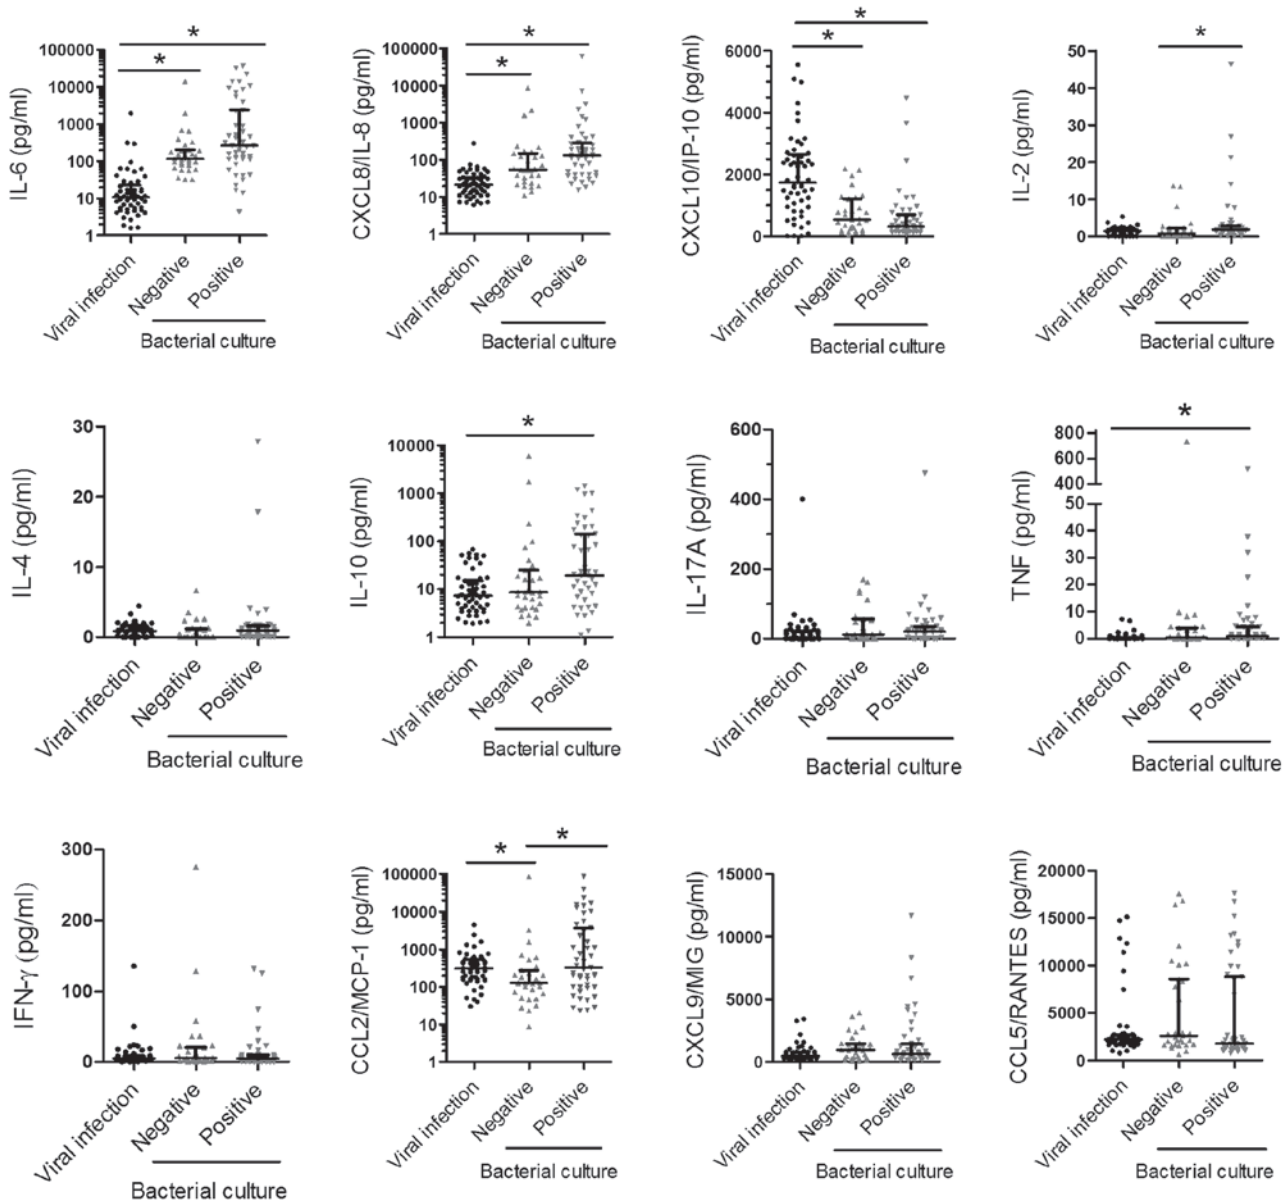 *
*
IL-6 (pg/ml)
100000
10000
1000
100
10
1
Viral infection
Negative
Positive
Bacterial culture
*
*
CXCL8/IL-8 (pg/ml)
100000
10000
1000
100
10
1
Viral infection
Negative
Positive
Bacterial culture
*
*
CXCL10/IP-10 (pg/ml)
6000
4000
2000
0
Viral infection
Negative
Positive
Bacterial culture
*
IL-2 (pg/ml)
50
40
30
20
10
0
Viral infection
Negative
Positive
Bacterial culture
IL-4 (pg/ml)
30
20
10
0
Viral infection
Negative
Positive
Bacterial culture
*
IL-10 (pg/ml)
10000
1000
100
10
1
Viral infection
Negative
Positive
Bacterial culture
IL-17A (pg/ml)
600
400
200
0
Viral infection
Negative
Positive
Bacterial culture
*
TNF (pg/ml)
800
600
400
50
40
30
20
10
0
Viral infection
Negative
Positive
Bacterial culture
IFN-γ (pg/ml)
300
200
100
0
Viral infection
Negative
Positive
Bacterial culture
*
*
CCL2/MCP-1 (pg/ml)
100000
10000
1000
100
10
1
Viral infection
Negative
Positive
Bacterial culture
CXCL9/MIG (pg/ml)
15000
10000
5000
0
Viral infection
Negative
Positive
Bacterial culture
CCL5/RANTES (pg/ml)
20000
15000
10000
5000
0
Viral infection
Negative
Positive
Bacterial culture